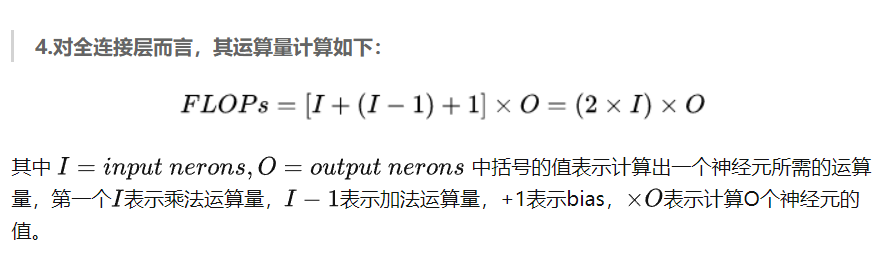 4.对全连接层而言，其运算量计算如下：
FLOPs = [I + (I − 1) + 1] × O = (2 × I) × O
其中 I = input nerons, O = output nerons 中括号的值表示计算出一个神经元所需的运算
量，第一个I表示乘法运算量，I − 1表示加法运算量，+1表示bias，×O表示计算O个神经元的
值。